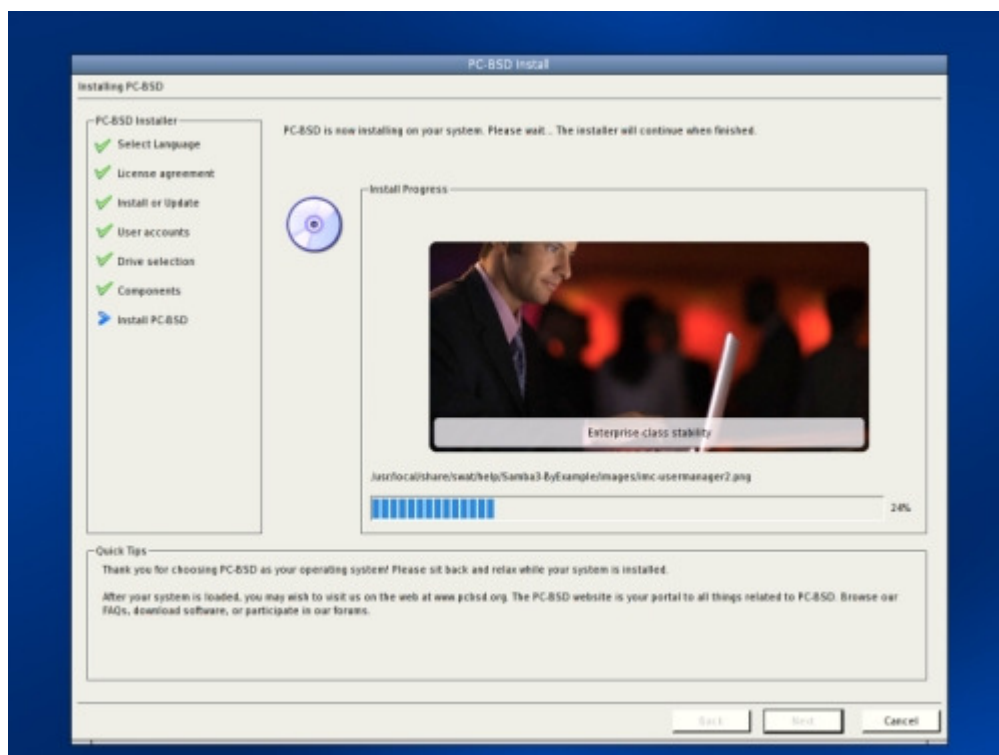 PC-BSD Install
Installing PC-BSD
PC-BSD Installer
Select Language
License agreement
Install or Update
User accounts
Drive selection
Components
Install PC-BSD
PC-BSD is now installing on your system. Please wait... The installer will continue when finished.
Install Progress
Enterprise-class stability
/usr/local/share/swat/help/Samba3-ByExample/images/imc-usermanager2.png
24%
Quick Tips
Thank you for choosing PC-BSD as your operating system! Please sit back and relax while your system is installed.
After your system is loaded, you may wish to visit us on the web at www.pcbsd.org. The PC-BSD website is your portal to all things related to PC-BSD. Browse our
FAQs, download software, or participate in our forums.
Back
Next
Cancel